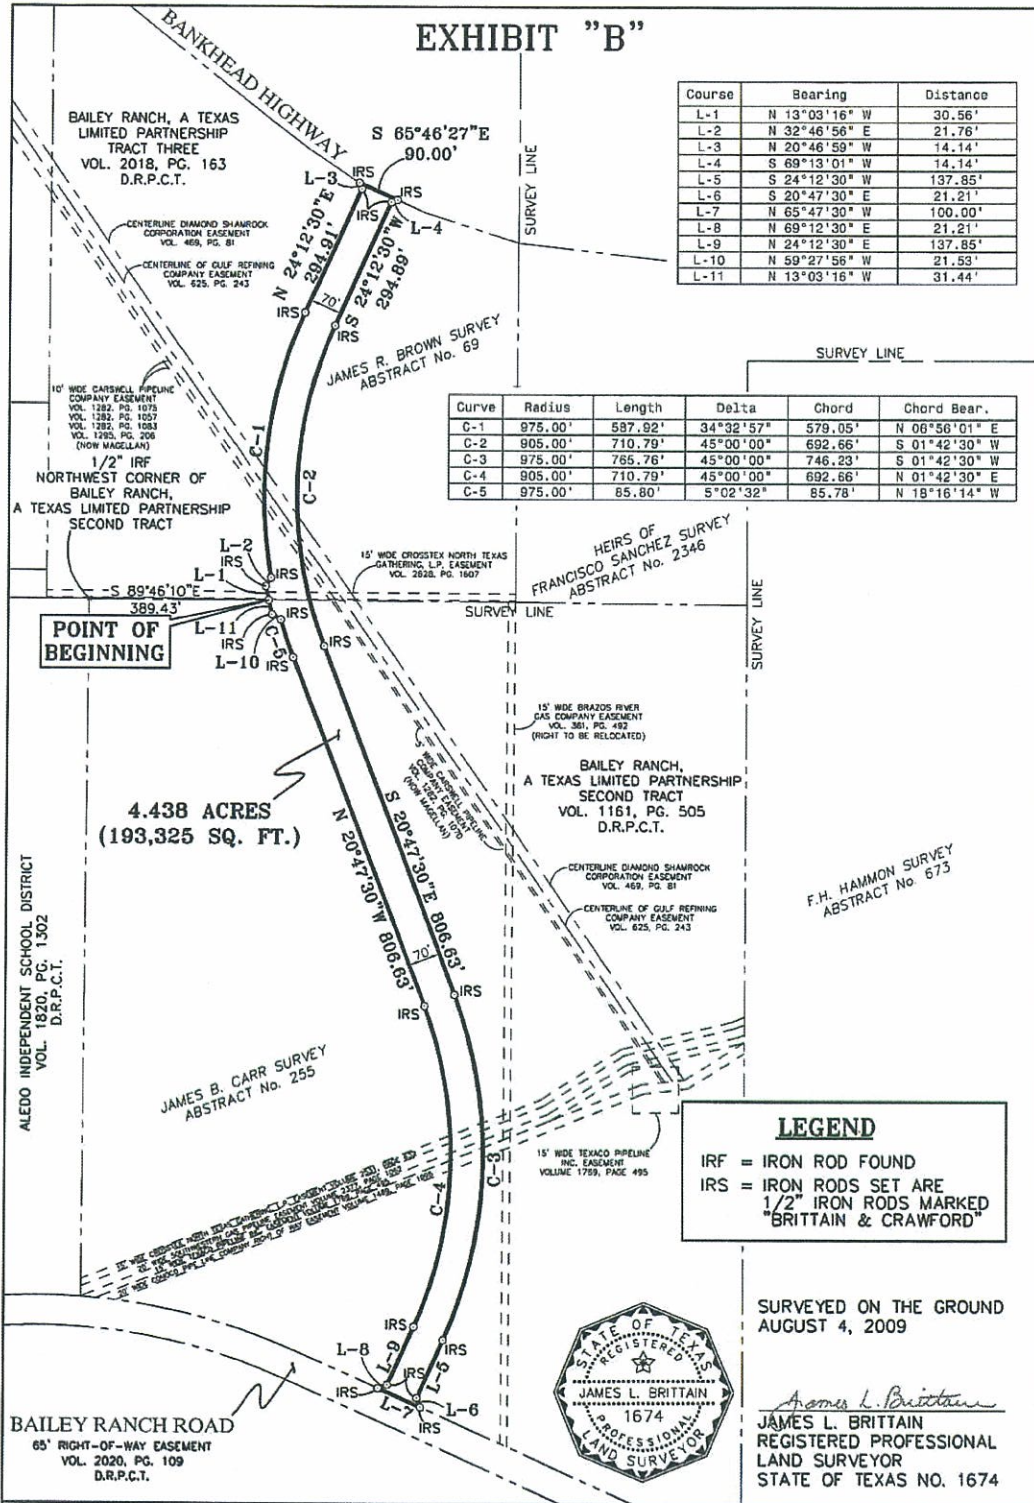 EXHIBIT "B"
BANKHEAD HIGHWAY
BAILEY RANCH, A TEXAS
LIMITED PARTNERSHIP
TRACT THREE
VOL. 2018, PG. 163
D.R.P.C.T.
S 65°46'27"E
90.00'
L-3
IRS
IRS
IRS
L-4
SURVEY LINE
Course Bearing Distance
L-1 N 13°03'16" W 30.56'
L-2 N 32°46'56" E 21.76'
L-3 N 20°46'59" W 14.14'
L-4 S 69°13'01" W 14.14'
L-5 S 24°12'30" W 137.85'
L-6 S 20°47'30" E 21.21'
L-7 N 65°47'30" W 100.00'
L-8 N 69°12'30" E 21.21'
L-9 N 24°12'30" E 137.85'
L-10 N 59°27'56" W 21.53'
L-11 N 13°03'16" W 31.44'
CENTERLINE DIAMOND SHAMROCK
CORPORATION EASEMENT
VOL. 469, PG. 81
CENTERLINE OF GULF REFINING
COMPANY EASEMENT
VOL. 625, PG. 243
N 24°12'30"E
294.91'
S 24°12'30"W
294.89'
70'
IRS
IRS
JAMES R. BROWN SURVEY
ABSTRACT No. 69
SURVEY LINE
10' WIDE CARSWELL PIPELINE
COMPANY EASEMENT
VOL. 1282, PG. 1075
VOL. 1282, PG. 1057
VOL. 1282, PG. 1083
VOL. 1295, PG. 206
(NOW MAGELLAN)
Curve Radius Length Delta Chord Chord Bear.
C-1 975.00' 587.92' 34°32'57" 579.05' N 06°56'01" E
C-2 905.00' 710.79' 45°00'00" 692.66' S 01°42'30" W
C-3 975.00' 765.76' 45°00'00" 746.23' S 01°42'30" W
C-4 905.00' 710.79' 45°00'00" 692.66' N 01°42'30" E
C-5 975.00' 85.80' 5°02'32" 85.78' N 18°16'14" W
C-1
C-2
1/2" IRF
NORTHWEST CORNER OF
BAILEY RANCH,
A TEXAS LIMITED PARTNERSHIP
SECOND TRACT
HEIRS OF
FRANCISCO SANCHEZ SURVEY
ABSTRACT No. 2346
L-2
IRS
IRS
L-1
15' WIDE CROSSTEX NORTH TEXAS
GATHERING, L.P. EASEMENT
VOL. 2628, PG. 1607
S 89°46'10"E
389.43'
SURVEY LINE
SURVEY LINE
POINT OF
BEGINNING
L-11
IRS
IRS
L-10
C-5
IRS
IRS
15' WIDE BRAZOS RIVER
GAS COMPANY EASEMENT
VOL. 361, PG. 492
(RIGHT TO BE RELOCATED)
5' WIDE CARSWELL PIPELINE
COMPANY EASEMENT
VOL. 1282, PG. 1070
(NOW MAGELLAN)
BAILEY RANCH,
A TEXAS LIMITED PARTNERSHIP
SECOND TRACT
VOL. 1161, PG. 505
D.R.P.C.T.
4.438 ACRES
(193,325 SQ. FT.)
N 20°47'30"W 806.63'
S 20°47'30"E 806.63'
70'
IRS
IRS
CENTERLINE DIAMOND SHAMROCK
CORPORATION EASEMENT
VOL. 469, PG. 81
CENTERLINE OF GULF REFINING
COMPANY EASEMENT
VOL. 625, PG. 243
F.H. HAMMON SURVEY
ABSTRACT No. 673
ALEDO INDEPENDENT SCHOOL DISTRICT
VOL. 1820, PG. 1302
D.R.P.C.T.
JAMES B. CARR SURVEY
ABSTRACT No. 255
15' WIDE TEXACO PIPELINE
INC. EASEMENT
VOLUME 1759, PAGE 495
C-3
C-4
LEGEND
IRF = IRON ROD FOUND
IRS = IRON RODS SET ARE
1/2" IRON RODS MARKED
"BRITTAIN & CRAWFORD"
IRS
IRS
L-8
L-9
IRS
L-5
IRS
L-7
L-6
IRS
BAILEY RANCH ROAD
65' RIGHT-OF-WAY EASEMENT
VOL. 2020, PG. 109
D.R.P.C.T.
STATE OF TEXAS
REGISTERED
JAMES L. BRITTAIN
1674
PROFESSIONAL
LAND SURVEYOR
SURVEYED ON THE GROUND
AUGUST 4, 2009
James L. Brittain
JAMES L. BRITTAIN
REGISTERED PROFESSIONAL
LAND SURVEYOR
STATE OF TEXAS NO. 1674